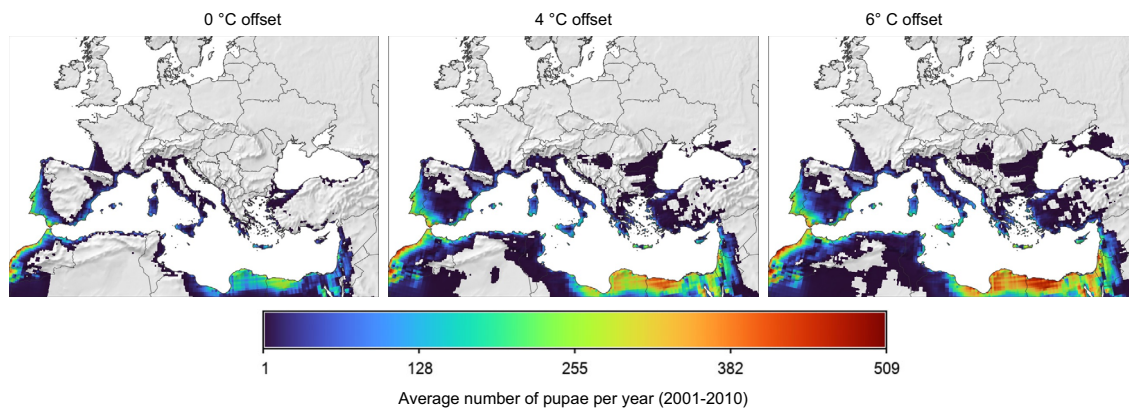 0 °C offset 4 °C offset 6° C offset
1 128 255 382 509
Average number of pupae per year (2001-2010)